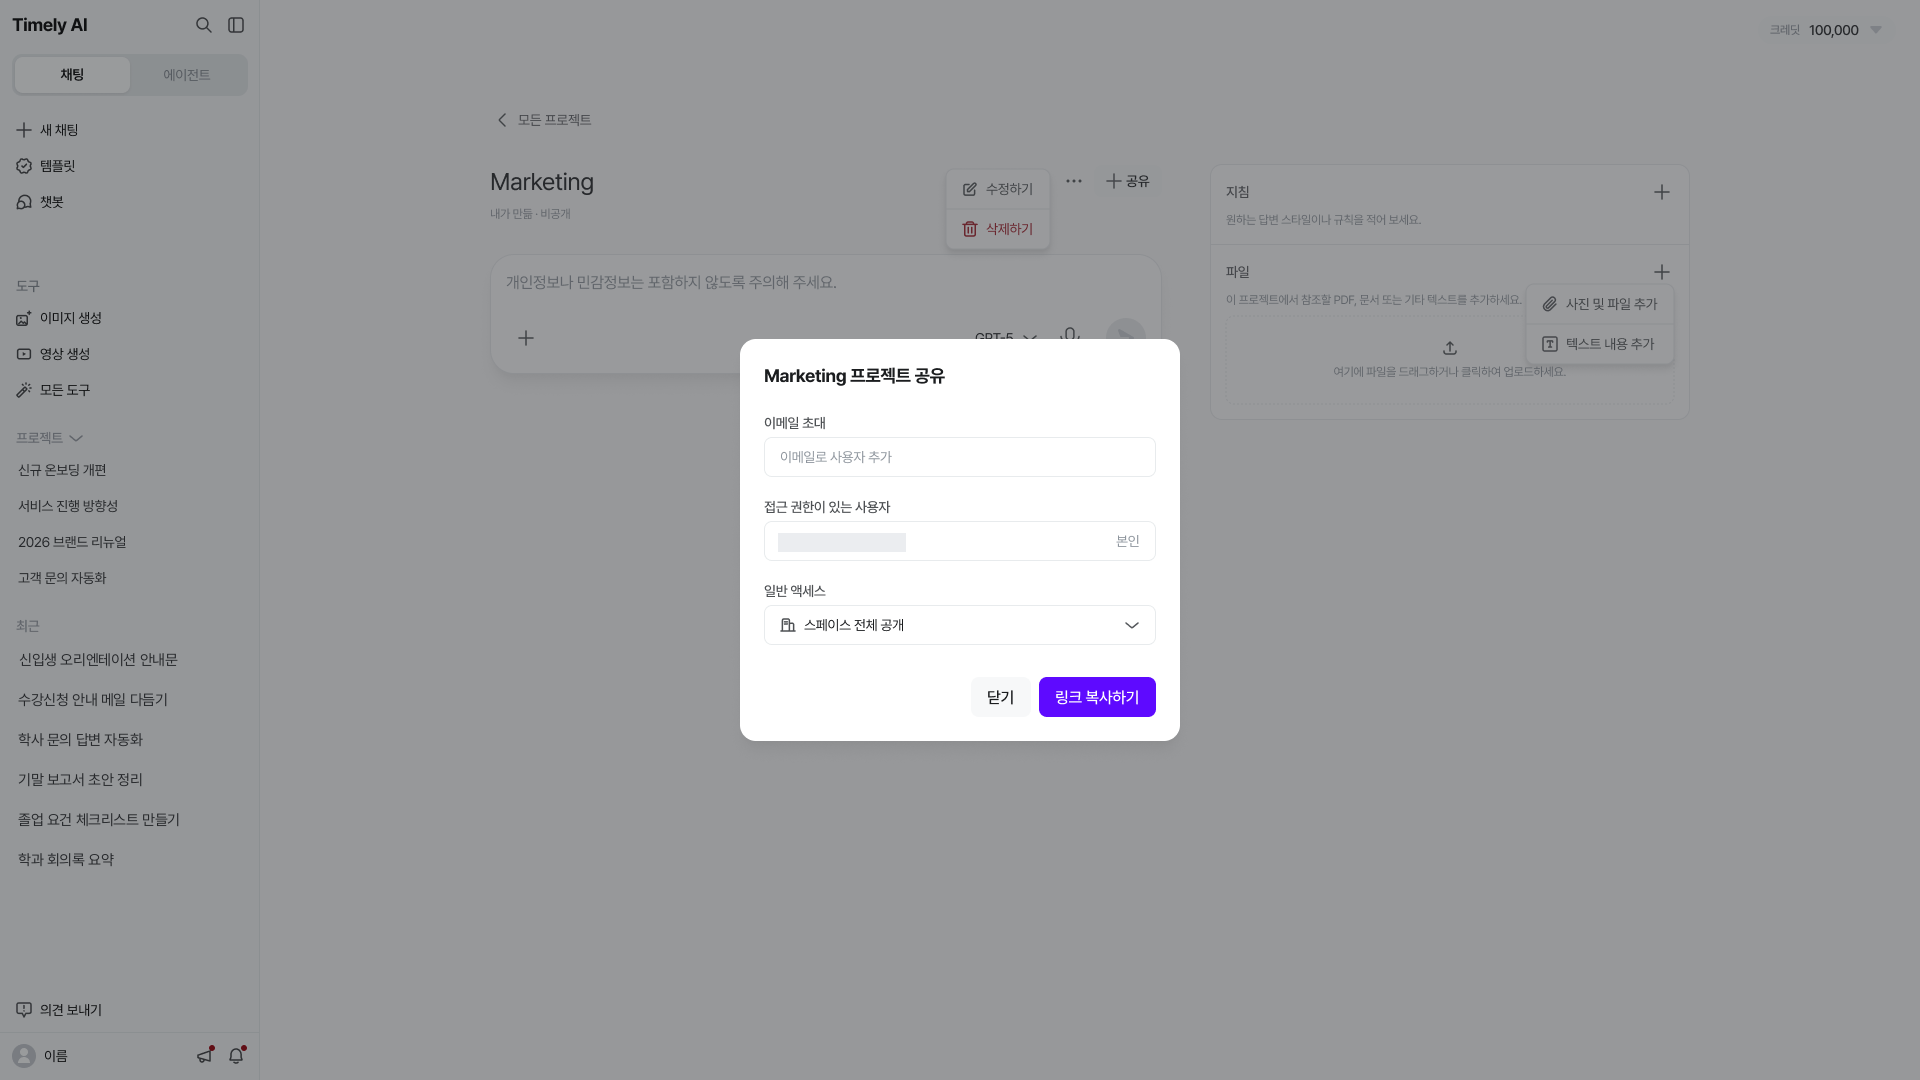 Timely AI
채팅
에이전트
새 채팅
템플릿
챗봇
도구
이미지 생성
영상 생성
모든 도구
프로젝트
신규 온보딩 개편
서비스 진행 방향성
2026 브랜드 리뉴얼
고객 문의 자동화
최근
신입생 오리엔테이션 안내문
수강신청 안내 메일 다듬기
학사 문의 답변 자동화
기말 보고서 초안 정리
졸업 요건 체크리스트 만들기
학과 회의록 요약
의견 보내기
이름
크레딧 100,000
모든 프로젝트
Marketing
내가 만듦 · 비공개
수정하기
삭제하기
공유
개인정보나 민감정보는 포함하지 않도록 주의해 주세요.
GPT-5
지침
원하는 답변 스타일이나 규칙을 적어 보세요.
파일
이 프로젝트에서 참조할 PDF, 문서 또는 기타 텍스트를 추가하세요.
사진 및 파일 추가
텍스트 내용 추가
여기에 파일을 드래그하거나 클릭하여 업로드하세요.
Marketing 프로젝트 공유
이메일 초대
이메일로 사용자 추가
접근 권한이 있는 사용자
본인
일반 액세스
스페이스 전체 공개
닫기
링크 복사하기